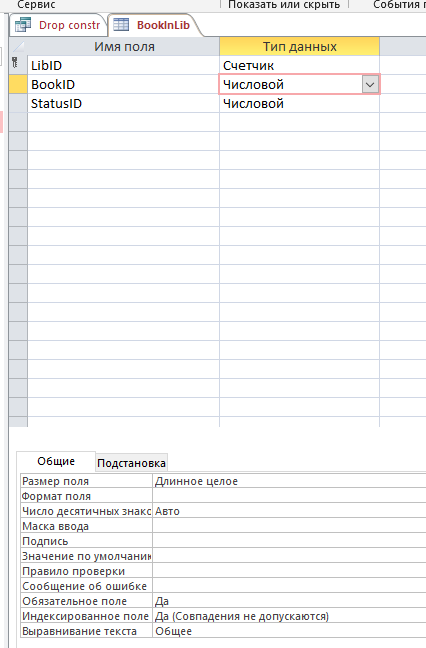 Сервис Показать или скрыть События п
Drop constr BookInLib
Имя поля Тип данных
LibID Счетчик
BookID Числовой
StatusID Числовой
Общие Подстановка
Размер поля Длинное целое
Формат поля
Число десятичных знако Авто
Маска ввода
Подпись
Значение по умолчанию
Правило проверки
Сообщение об ошибке
Обязательное поле Да
Индексированное поле Да (Совпадения не допускаются)
Выравнивание текста Общее